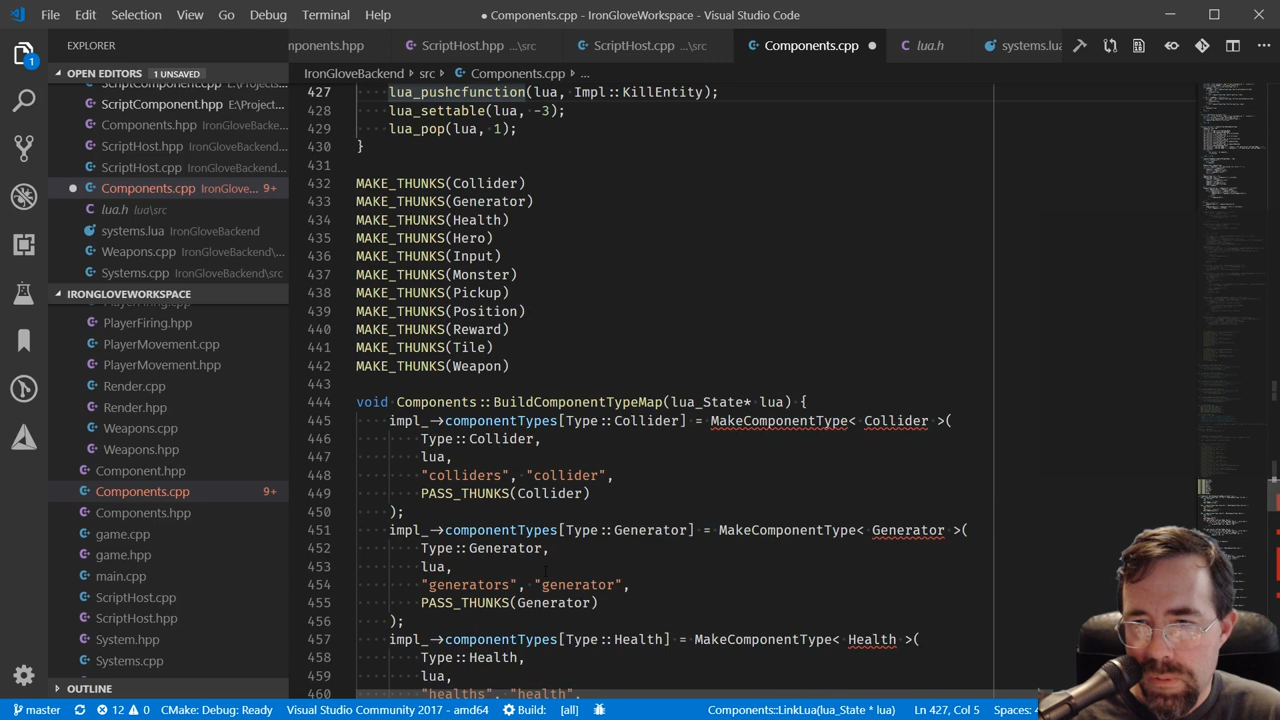 File Edit Selection View Go Debug Terminal Help
● Components.cpp - IronGloveWorkspace - Visual Studio Code
EXPLORER
OPEN EDITORS 1 UNSAVED
ScriptComponent.cpp E:\Projects...
ScriptComponent.hpp E:\Project...
Components.hpp IronGloveBacken...
ScriptHost.hpp IronGloveBackend...
ScriptHost.cpp IronGloveBackend...
Components.cpp IronGlove... 9+
lua.h lua\src
systems.lua IronGloveBackend
Weapons.cpp IronGloveBackend\...
Systems.cpp IronGloveBackend\src
IRONGLOVEWORKSPACE
PlayerFiring.cpp
PlayerFiring.hpp
PlayerMovement.cpp
PlayerMovement.hpp
Render.cpp
Render.hpp
Weapons.cpp
Weapons.hpp
Component.hpp
Components.cpp 9+
Components.hpp
game.cpp
game.hpp
main.cpp
ScriptHost.cpp
ScriptHost.hpp
System.hpp
Systems.cpp
OUTLINE
mponents.hpp ScriptHost.hpp ...\src ScriptHost.cpp ...\src Components.cpp ● lua.h systems.lua
IronGloveBackend › src › Components.cpp › ...
427 lua_pushcfunction(lua, Impl::KillEntity);
428 lua_settable(lua, -3);
429 lua_pop(lua, 1);
430 }
431
432 MAKE_THUNKS(Collider)
433 MAKE_THUNKS(Generator)
434 MAKE_THUNKS(Health)
435 MAKE_THUNKS(Hero)
436 MAKE_THUNKS(Input)
437 MAKE_THUNKS(Monster)
438 MAKE_THUNKS(Pickup)
439 MAKE_THUNKS(Position)
440 MAKE_THUNKS(Reward)
441 MAKE_THUNKS(Tile)
442 MAKE_THUNKS(Weapon)
443
444 void Components::BuildComponentTypeMap(lua_State* lua) {
445 impl_->componentTypes[Type::Collider] = MakeComponentType< Collider >(
446 Type::Collider,
447 lua,
448 "colliders", "collider",
449 PASS_THUNKS(Collider)
450 );
451 impl_->componentTypes[Type::Generator] = MakeComponentType< Generator >(
452 Type::Generator,
453 lua,
454 "generators", "generator",
455 PASS_THUNKS(Generator)
456 );
457 impl_->componentTypes[Type::Health] = MakeComponentType< Health >(
458 Type::Health,
459 lua,
460 "healths", "health",
master 12 0 CMake: Debug: Ready Visual Studio Community 2017 - amd64 Build: [all] Components::LinkLua(lua_State * lua) Ln 427, Col 5 Spaces: